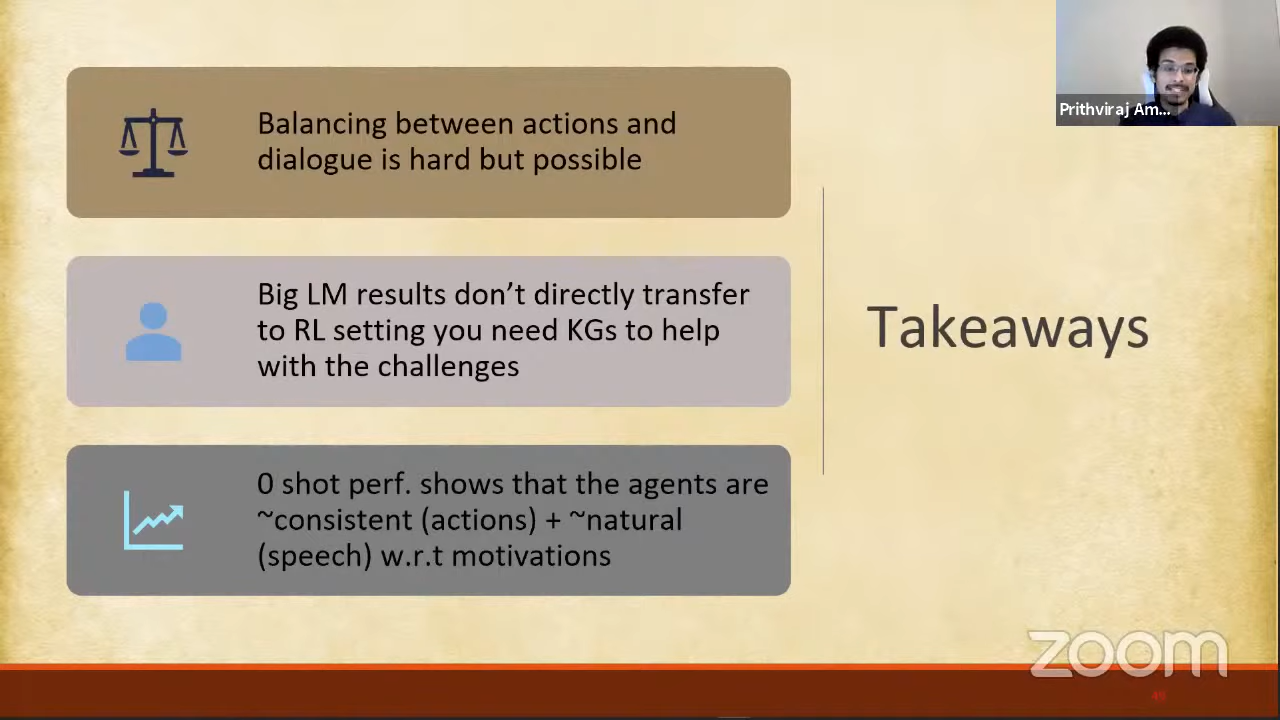 Prithviraj Am...
Balancing between actions and
dialogue is hard but possible
Big LM results don’t directly transfer
to RL setting you need KGs to help
with the challenges
0 shot perf. shows that the agents are
~consistent (actions) + ~natural
(speech) w.r.t motivations
Takeaways
zoom